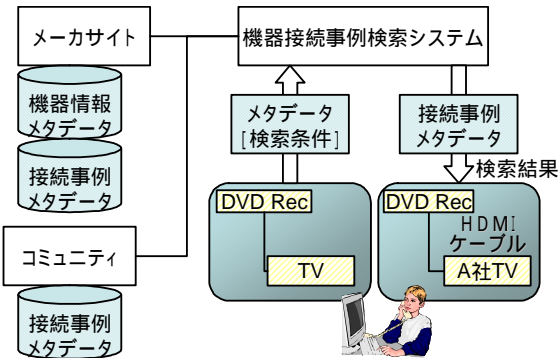 メーカサイト
機器接続事例検索システム
機器情報
メタデータ
接続事例
メタデータ
メタデータ
[検索条件]
接続事例
メタデータ
検索結果
DVD Rec
TV
DVD Rec
HDMI
ケーブル
A社TV
コミュニティ
接続事例
メタデータ